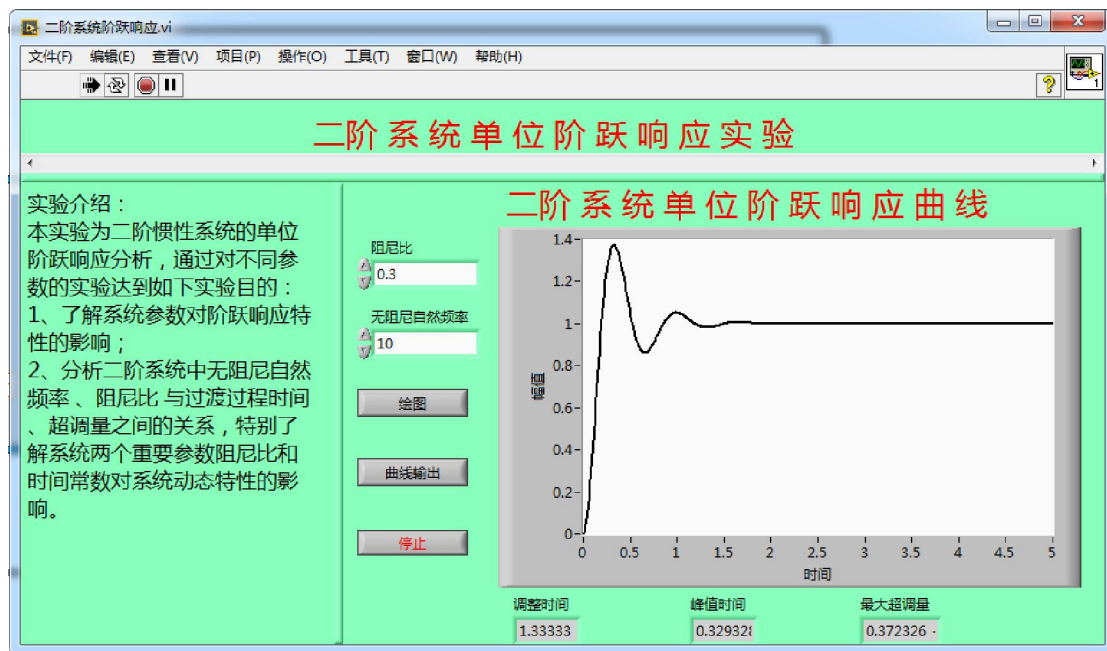 二阶系统阶跃响应.vi
文件(F) 编辑(E) 查看(V) 项目(P) 操作(O) 工具(T) 窗口(W) 帮助(H)
1
二阶系统单位阶跃响应实验
实验介绍：
本实验为二阶惯性系统的单位
阶跃响应分析，通过对不同参
数的实验达到如下实验目的：
1、了解系统参数对阶跃响应特
性的影响；
2、分析二阶系统中无阻尼自然
频率、阻尼比 与过渡过程时间
、超调量之间的关系，特别了
解系统两个重要参数阻尼比和
时间常数对系统动态特性的影
响。
阻尼比
0.3
无阻尼自然频率
10
绘图
曲线输出
停止
二阶系统单位阶跃响应曲线
1.4
1.2
1
0.8
0.6
0.4
0.2
0
幅值
0 0.5 1 1.5 2 2.5 3 3.5 4 4.5 5
时间
调整时间
1.33333
峰值时间
0.329328
最大超调量
0.372326